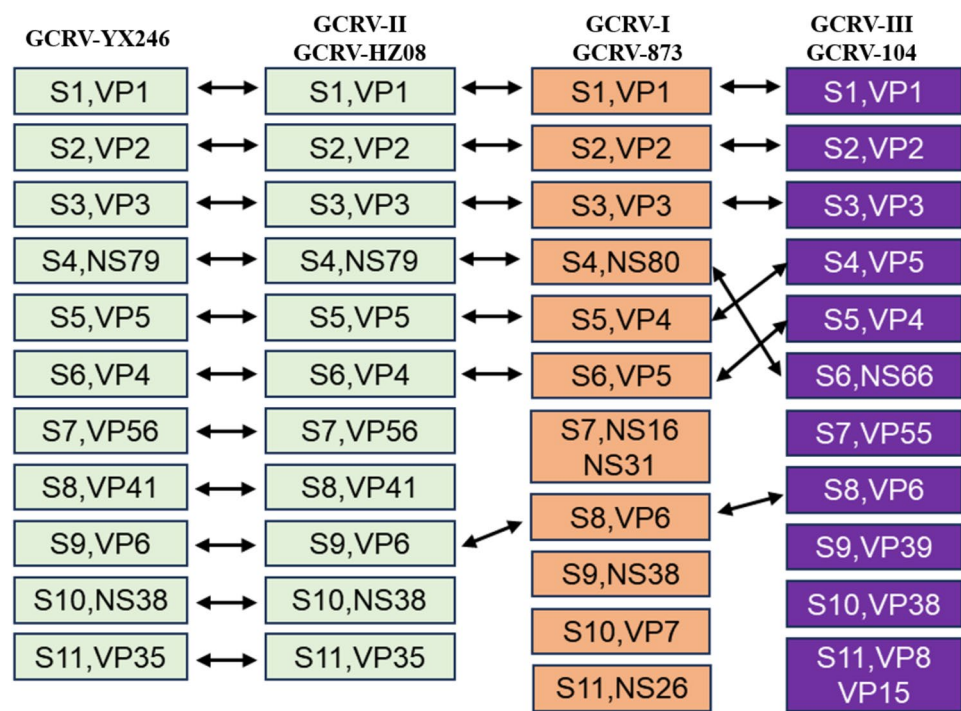 GCRV-YX246
GCRV-II
GCRV-HZ08
GCRV-I
GCRV-873
GCRV-III
GCRV-104
S1,VP1
S1,VP1
S1,VP1
S1,VP1
S2,VP2
S2,VP2
S2,VP2
S2,VP2
S3,VP3
S3,VP3
S3,VP3
S3,VP3
S4,NS79
S4,NS79
S4,NS80
S4,VP5
S5,VP5
S5,VP5
S5,VP4
S5,VP4
S6,VP4
S6,VP4
S6,VP5
S6,NS66
S7,VP56
S7,VP56
S7,NS16
NS31
S7,VP55
S8,VP41
S8,VP41
S8,VP6
S8,VP6
S9,VP6
S9,VP6
S9,NS38
S9,VP39
S10,NS38
S10,NS38
S10,VP7
S10,VP38
S11,VP35
S11,VP35
S11,NS26
S11,VP8
VP15